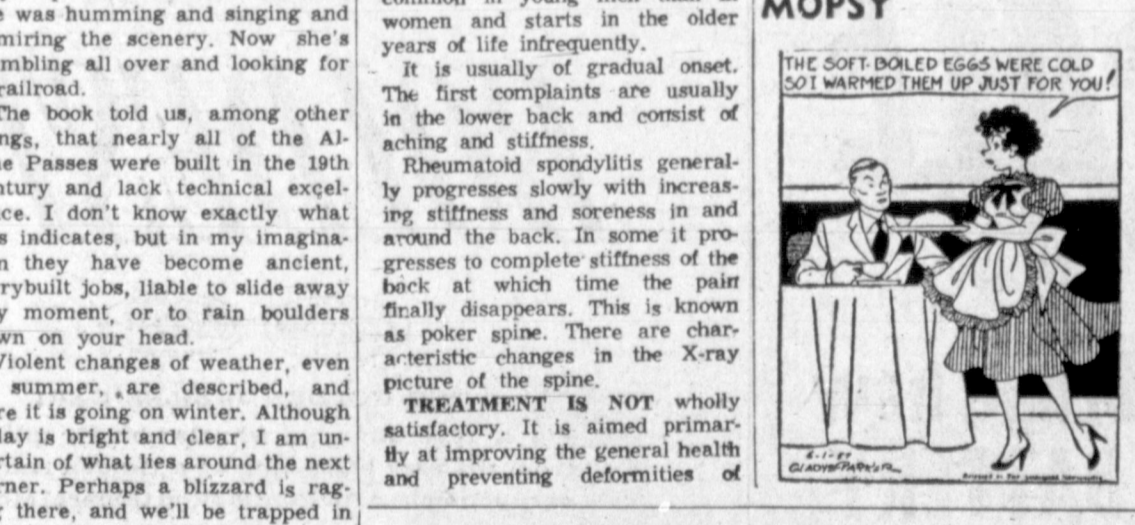 was humming and singing and
miring the scenery. Now she's
mbling all over and looking for
railroad.
The book told us, among other
ngs, that nearly all of the Al-
ne Passes were built in the 19th
ntury and lack technical excel-
ce. I don't know exactly what
s indicates, but in my imagina-
n they have become ancient,
rybuilt jobs, liable to slide away
y moment, or to rain boulders
wn on your head.
Violent changes of weather, even
summer, are described, and
re it is going on winter. Although
day is bright and clear, I am un-
rtain of what lies around the next
rner. Perhaps a blizzard is rag-
g there, and we'll be trapped in
common in young men than in
women and starts in the older
years of life infrequently.
It is usually of gradual onset.
The first complaints are usually
in the lower back and consist of
aching and stiffness.
Rheumatoid spondylitis general-
ly progresses slowly with increas-
ing stiffness and soreness in and
around the back. In some it pro-
gresses to complete stiffness of the
back at which time the pain
finally disappears. This is known
as poker spine. There are char-
acteristic changes in the X-ray
picture of the spine.
TREATMENT IS NOT wholly
satisfactory. It is aimed primar-
ily at improving the general health
and preventing deformities of
MOPSY
THE SOFT-BOILED EGGS WERE COLD
SO I WARMED THEM UP JUST FOR YOU!
GLADYS PARKER